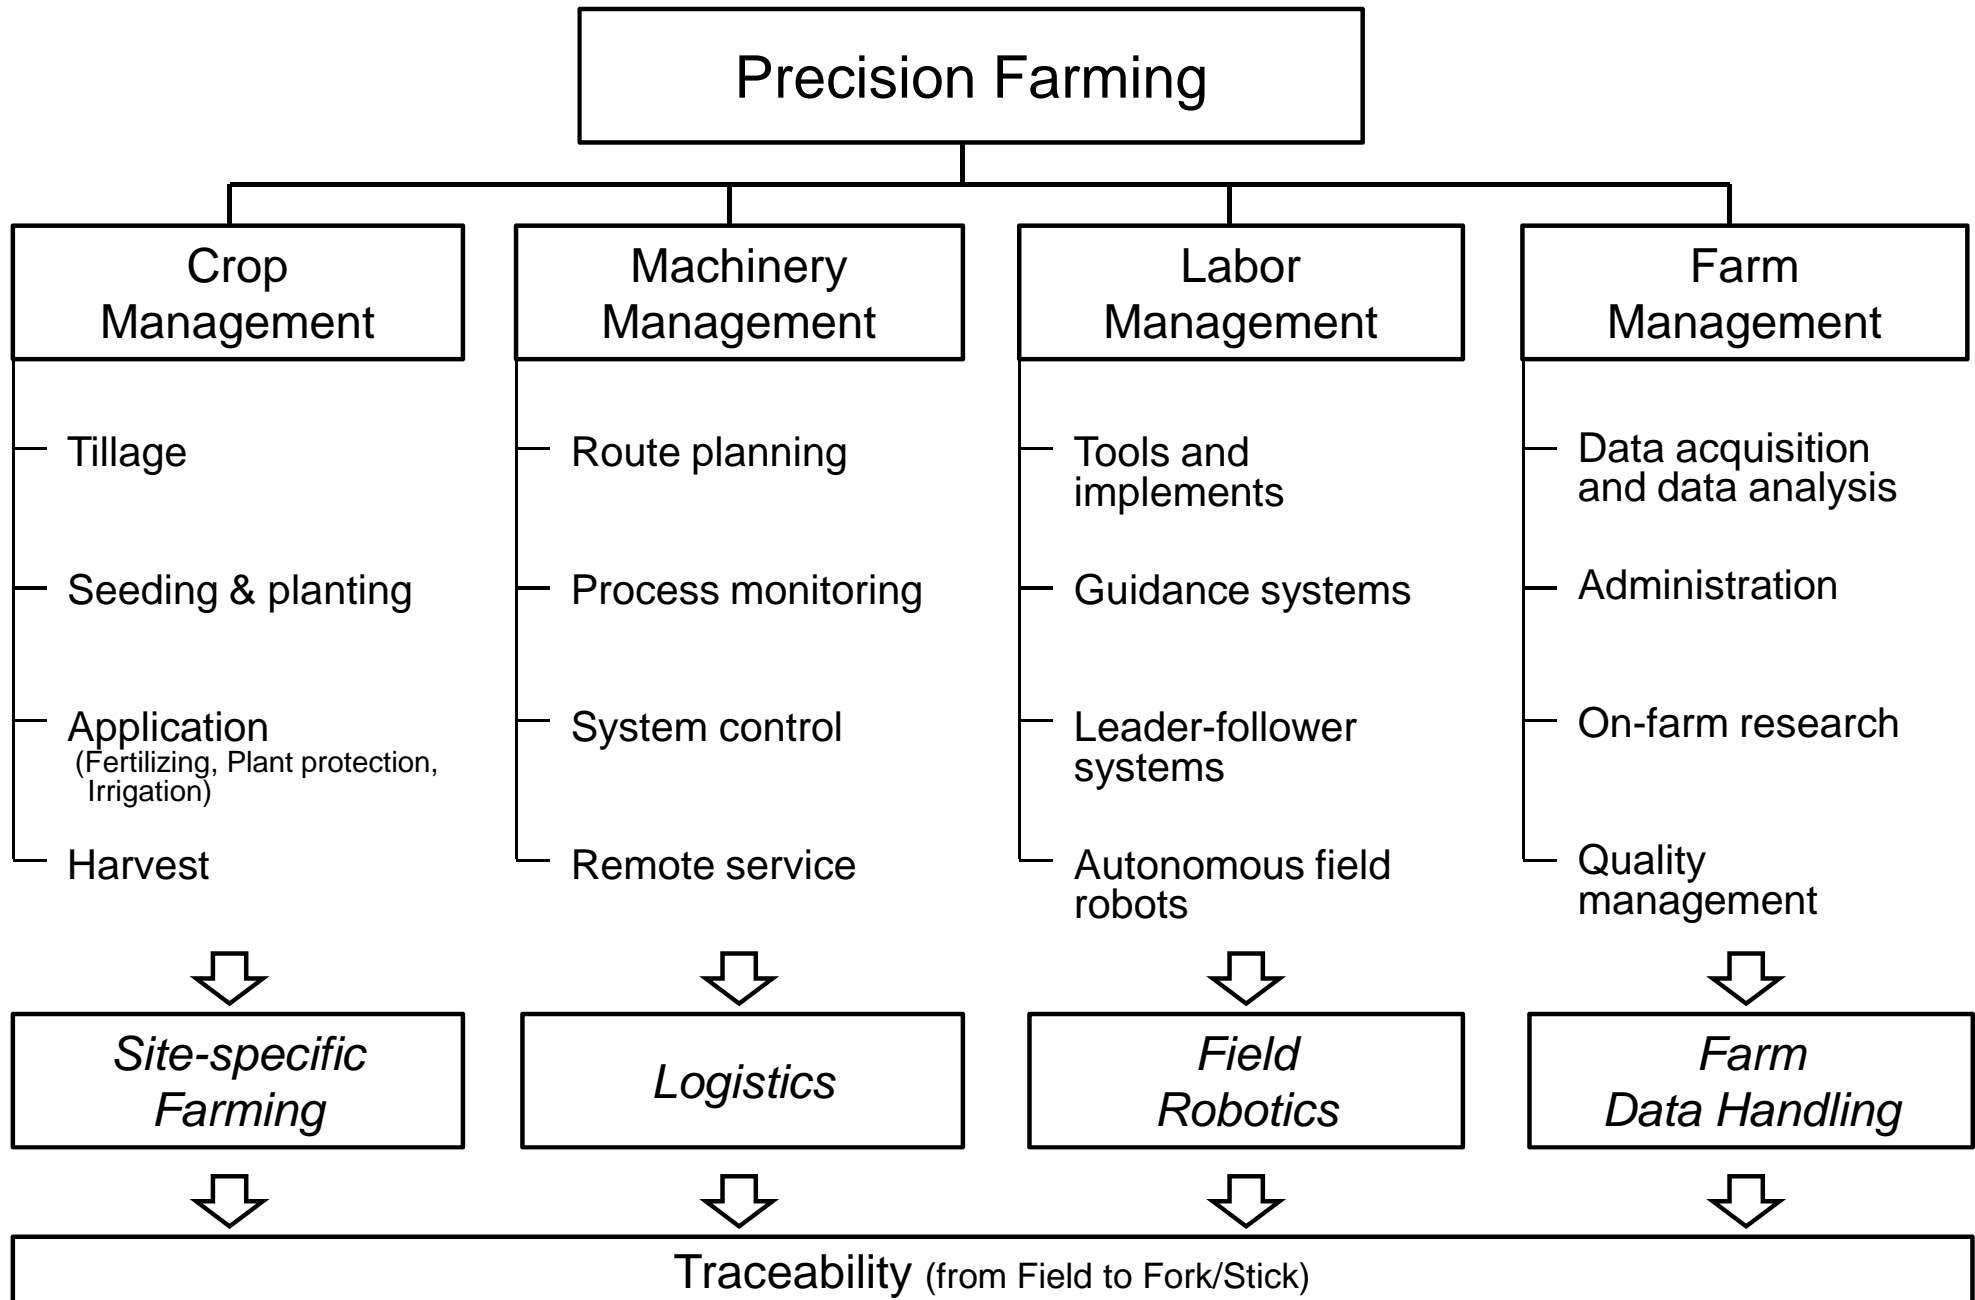 Precision Farming
Crop
Management
Machinery
Management
Labor
Management
Farm
Management
Tillage
Seeding & planting
Application
(Fertilizing, Plant protection,
Irrigation)
Harvest
Route planning
Process monitoring
System control
Remote service
Tools and
implements
Guidance systems
Leader-follower
systems
Autonomous field
robots
Data acquisition
and data analysis
Administration
On-farm research
Quality
management
Site-specific
Farming
Logistics
Field
Robotics
Farm
Data Handling
Traceability (from Field to Fork/Stick)